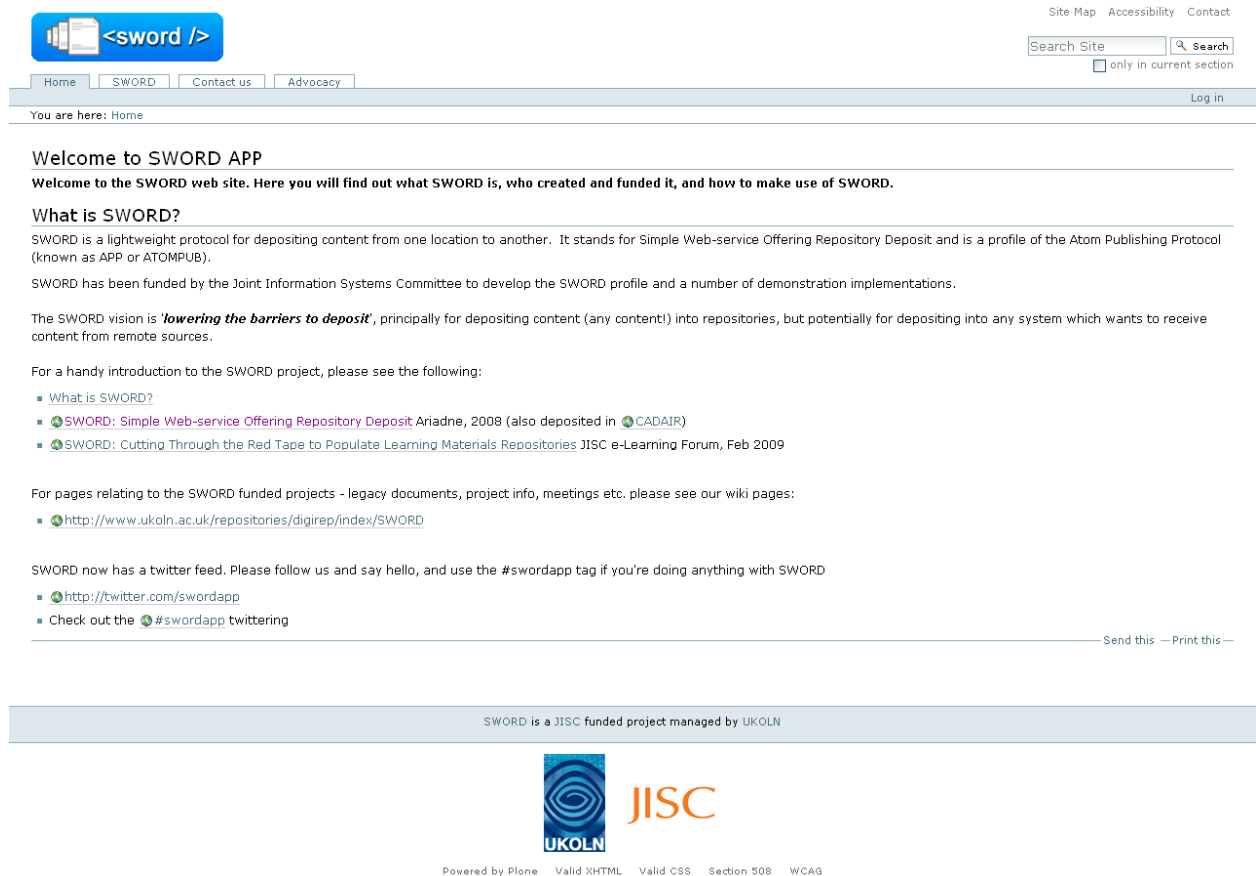 Site Map Accessibility Contact
<sword />
Search Site Search
only in current section
Home SWORD Contact us Advocacy
Log in
You are here: Home
Welcome to SWORD APP
Welcome to the SWORD web site. Here you will find out what SWORD is, who created and funded it, and how to make use of SWORD.
What is SWORD?
SWORD is a lightweight protocol for depositing content from one location to another. It stands for Simple Web-service Offering Repository Deposit and is a profile of the Atom Publishing Protocol
(known as APP or ATOMPUB).
SWORD has been funded by the Joint Information Systems Committee to develop the SWORD profile and a number of demonstration implementations.
The SWORD vision is 'lowering the barriers to deposit', principally for depositing content (any content!) into repositories, but potentially for depositing into any system which wants to receive
content from remote sources.
For a handy introduction to the SWORD project, please see the following:
What is SWORD?
SWORD: Simple Web-service Offering Repository Deposit Ariadne, 2008 (also deposited in CADAIR)
SWORD: Cutting Through the Red Tape to Populate Learning Materials Repositories JISC e-Learning Forum, Feb 2009
For pages relating to the SWORD funded projects - legacy documents, project info, meetings etc. please see our wiki pages:
http://www.ukoln.ac.uk/repositories/digirep/index/SWORD
SWORD now has a twitter feed. Please follow us and say hello, and use the #swordapp tag if you're doing anything with SWORD
http://twitter.com/swordapp
Check out the #swordapp twittering
Send this — Print this —
SWORD is a JISC funded project managed by UKOLN
UKOLN JISC
Powered by Plone Valid XHTML Valid CSS Section 508 WCAG